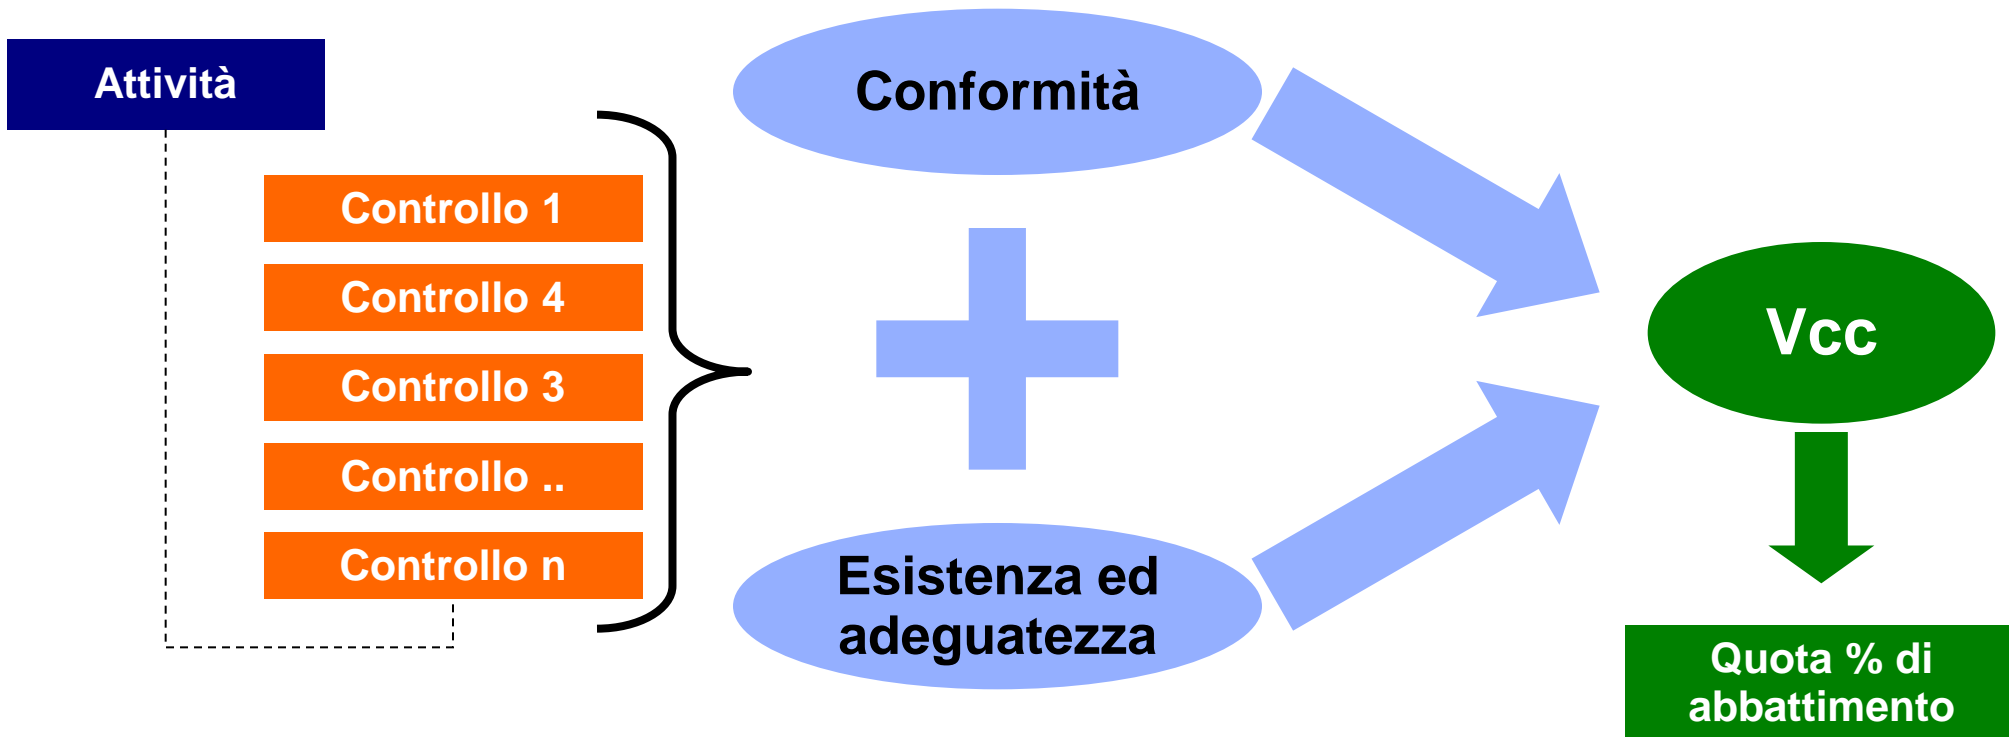 Attività
Controllo 1
Controllo 4
Controllo 3
Controllo ..
Controllo n
Conformità
Esistenza ed
adeguatezza
Vcc
Quota % di
abbattimento